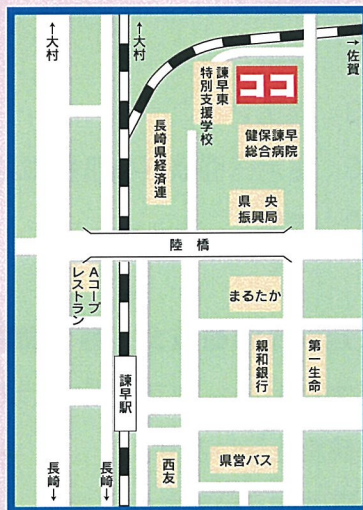 ↑大村
↑大村
→佐賀
諫早東
特別支援学校
ココ
長崎県経済連
健保諫早
総合病院
県央
振興局
陸橋
Aコープ
レストラン
まるたか
親和銀行
第一生命
諫早駅
西友
県営バス
長崎↓
長崎↓